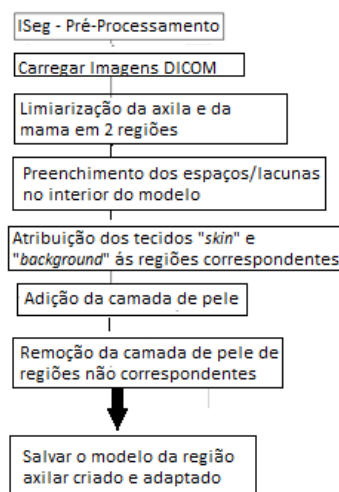 ISeg - Pré-Processamento
Carregar Imagens DICOM
Limiarização da axila e da
mama em 2 regiões
Preenchimento dos espaços/lacunas
no interior do modelo
Atribuição dos tecidos "skin" e
"background" ás regiões correspondentes
Adição da camada de pele
Remoção da camada de pele de
regiões não correspondentes
Salvar o modelo da região
axilar criado e adaptado